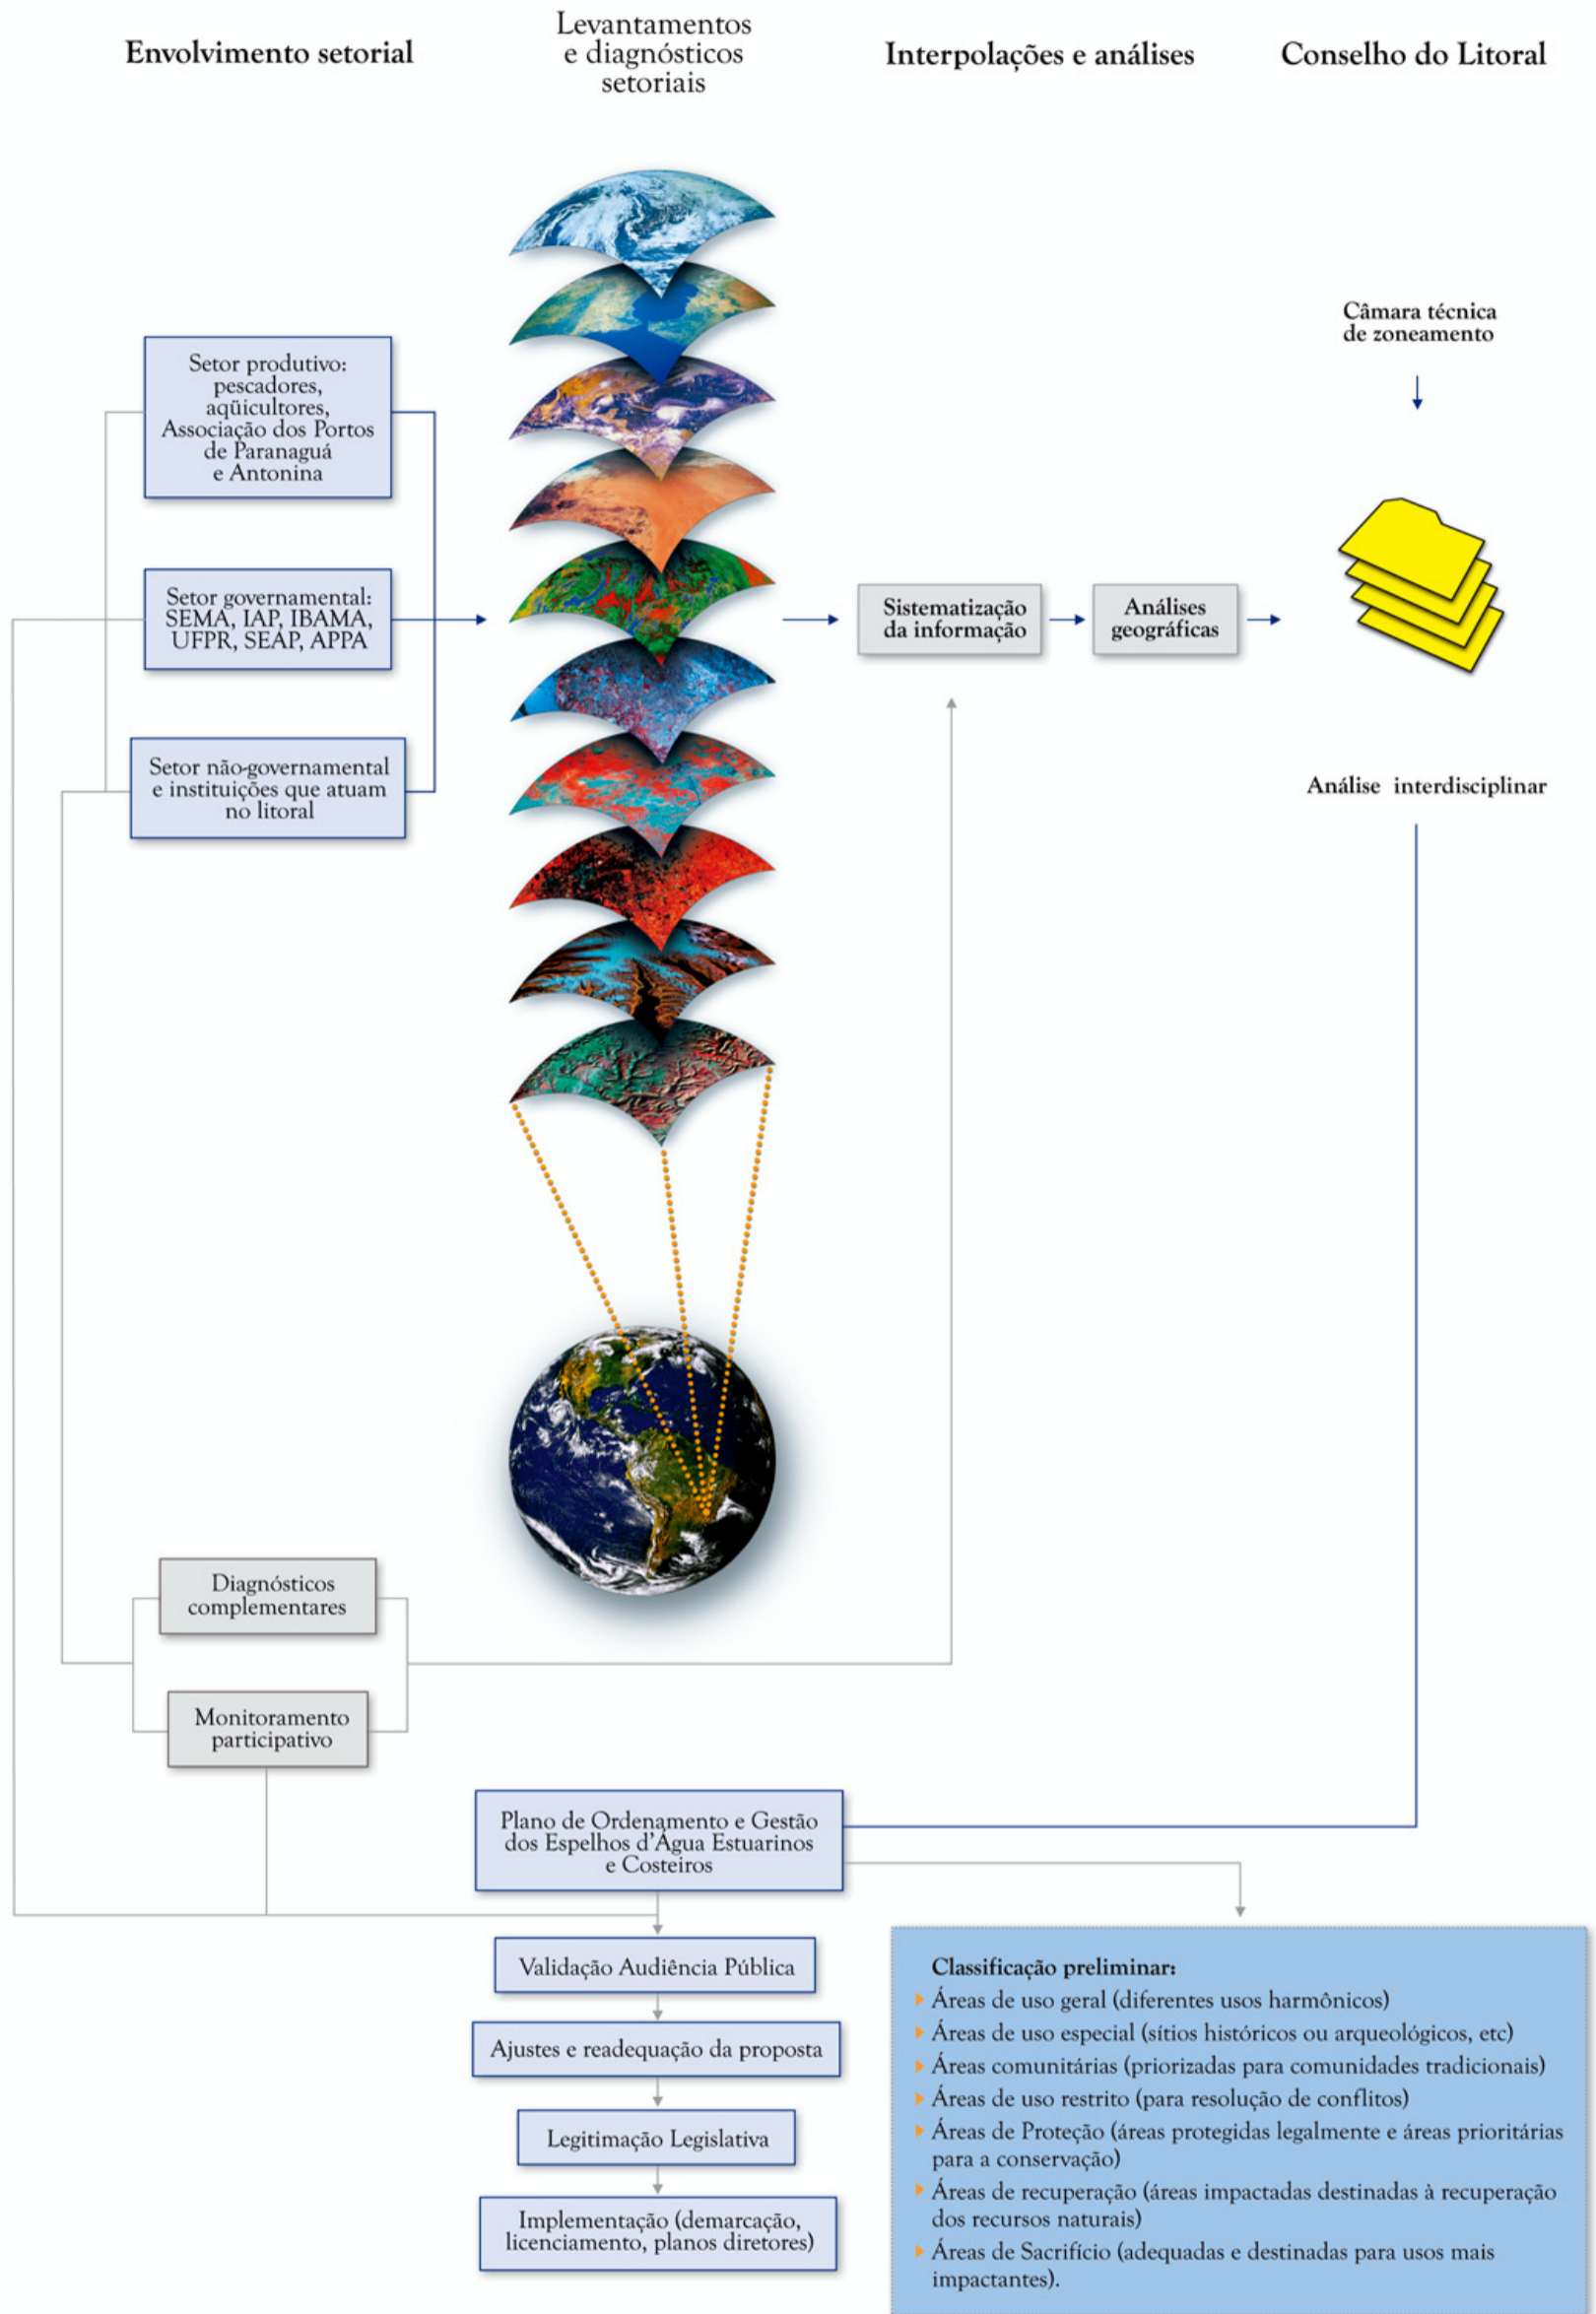 Envolvimento setorial
Levantamentos
e diagnósticos
setoriais
Interpolações e análises
Conselho do Litoral
Câmara técnica
de zoneamento
Setor produtivo:
pescadores,
aqüicultores,
Associação dos Portos
de Paranaguá
e Antonina
Setor governamental:
SEMA, IAP, IBAMA,
UFPR, SEAP, APPA
Setor não-governamental
e instituições que atuam
no litoral
Sistematização
da informação
Análises
geográficas
Análise interdisciplinar
Diagnósticos
complementares
Monitoramento
participativo
Plano de Ordenamento e Gestão
dos Espelhos d'Água Estuarinos
e Costeiros
Validação Audiência Pública
Ajustes e readequação da proposta
Legitimação Legislativa
Implementação (demarcação,
licenciamento, planos diretores)
Classificação preliminar:
Áreas de uso geral (diferentes usos harmônicos)
Áreas de uso especial (sítios históricos ou arqueológicos, etc)
Áreas comunitárias (priorizadas para comunidades tradicionais)
Áreas de uso restrito (para resolução de conflitos)
Áreas de Proteção (áreas protegidas legalmente e áreas prioritárias
para a conservação)
Áreas de recuperação (áreas impactadas destinadas à recuperação
dos recursos naturais)
Áreas de Sacrifício (adequadas e destinadas para usos mais
impactantes).